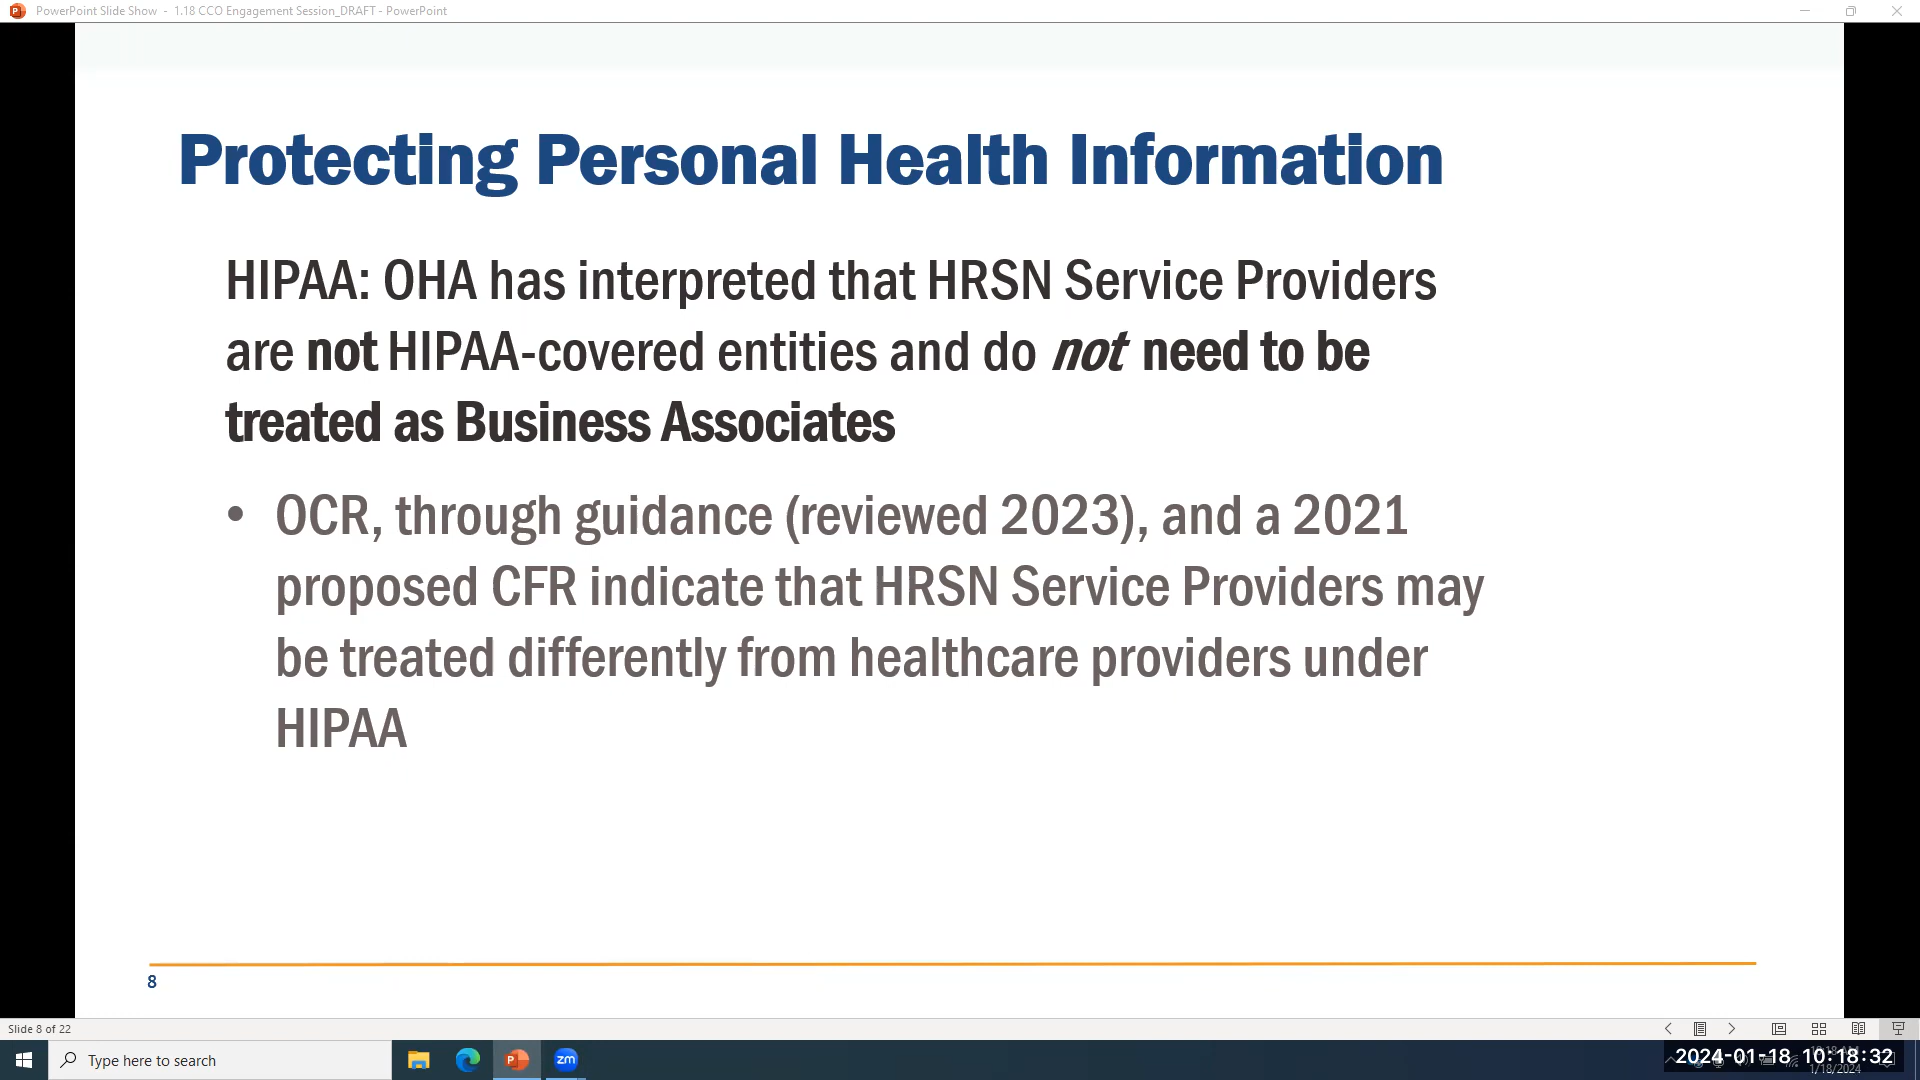 PowerPoint Slide Show - 1.18 CCO Engagement Session_DRAFT - PowerPoint
Protecting Personal Health Information
HIPAA: OHA has interpreted that HRSN Service Providers
are not HIPAA-covered entities and do not need to be
treated as Business Associates
• OCR, through guidance (reviewed 2023), and a 2021
proposed CFR indicate that HRSN Service Providers may
be treated differently from healthcare providers under
HIPAA
8
Slide 8 of 22
Type here to search
zm
2024-01-18 10:18:32
1/18/2024